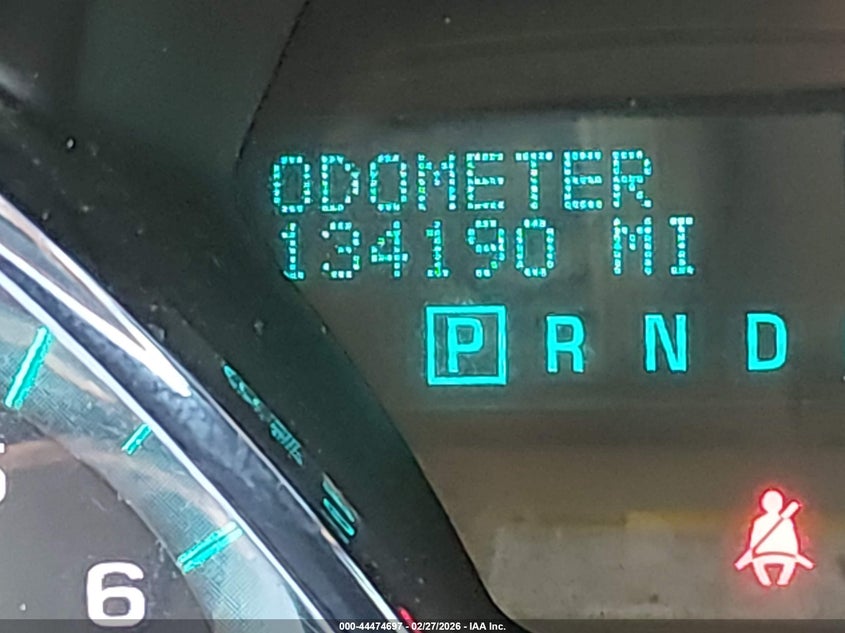 ODOMETER
134190 MI
P R N D
6
000-44474697 - 02/27/2026 - IAA Inc.